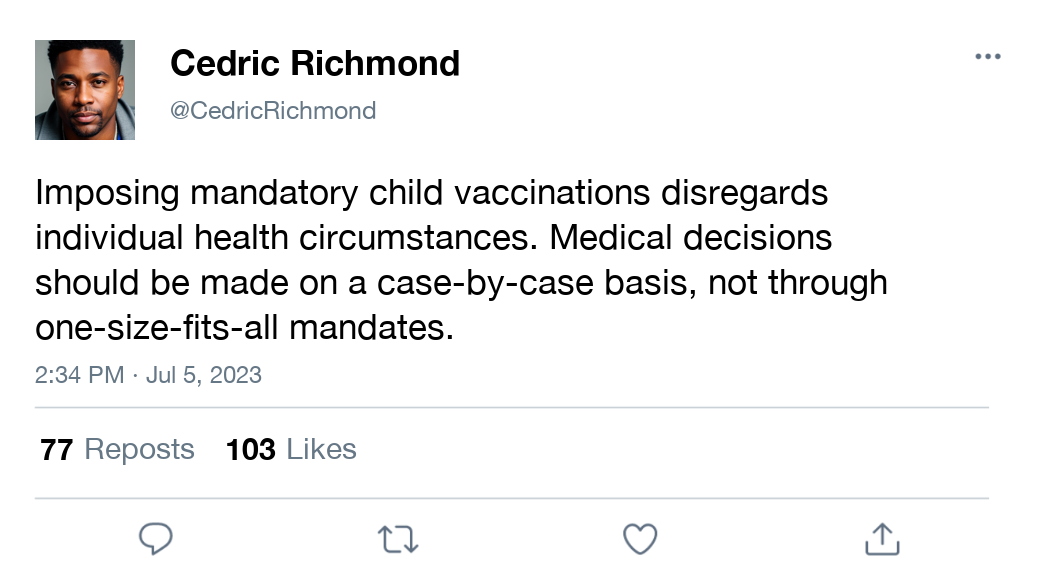 Cedric Richmond
@CedricRichmond
Imposing mandatory child vaccinations disregards
individual health circumstances. Medical decisions
should be made on a case-by-case basis, not through
one-size-fits-all mandates.
2:34 PM · Jul 5, 2023
77 Reposts 103 Likes